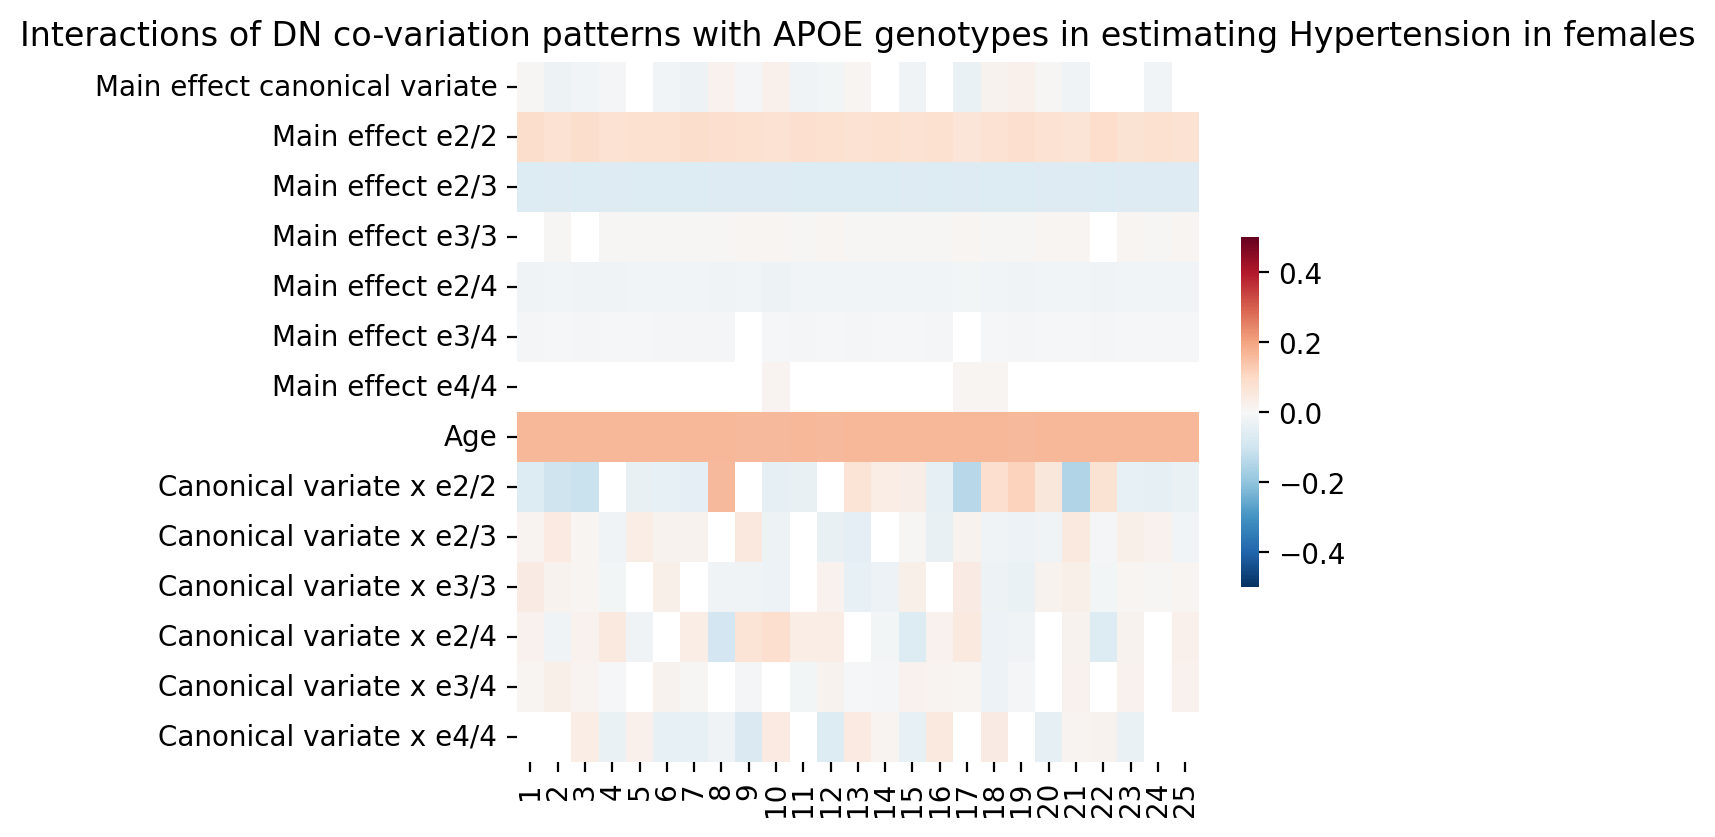 Interactions of DN co-variation patterns with APOE genotypes in estimating Hypertension in females
Main effect canonical variate
Main effect e2/2
Main effect e2/3
Main effect e3/3
Main effect e2/4
Main effect e3/4
Main effect e4/4
Age
Canonical variate x e2/2
Canonical variate x e2/3
Canonical variate x e3/3
Canonical variate x e2/4
Canonical variate x e3/4
Canonical variate x e4/4
1 2 3 4 5 6 7 8 9 10 11 12 13 14 15 16 17 18 19 20 21 22 23 24 25
0.4
0.2
0.0
−0.2
−0.4